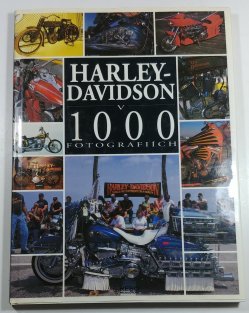 HARLEY-
DAVIDSON
V
1000
FOTOGRAFIÍCH
HARLEY-DAVIDSON